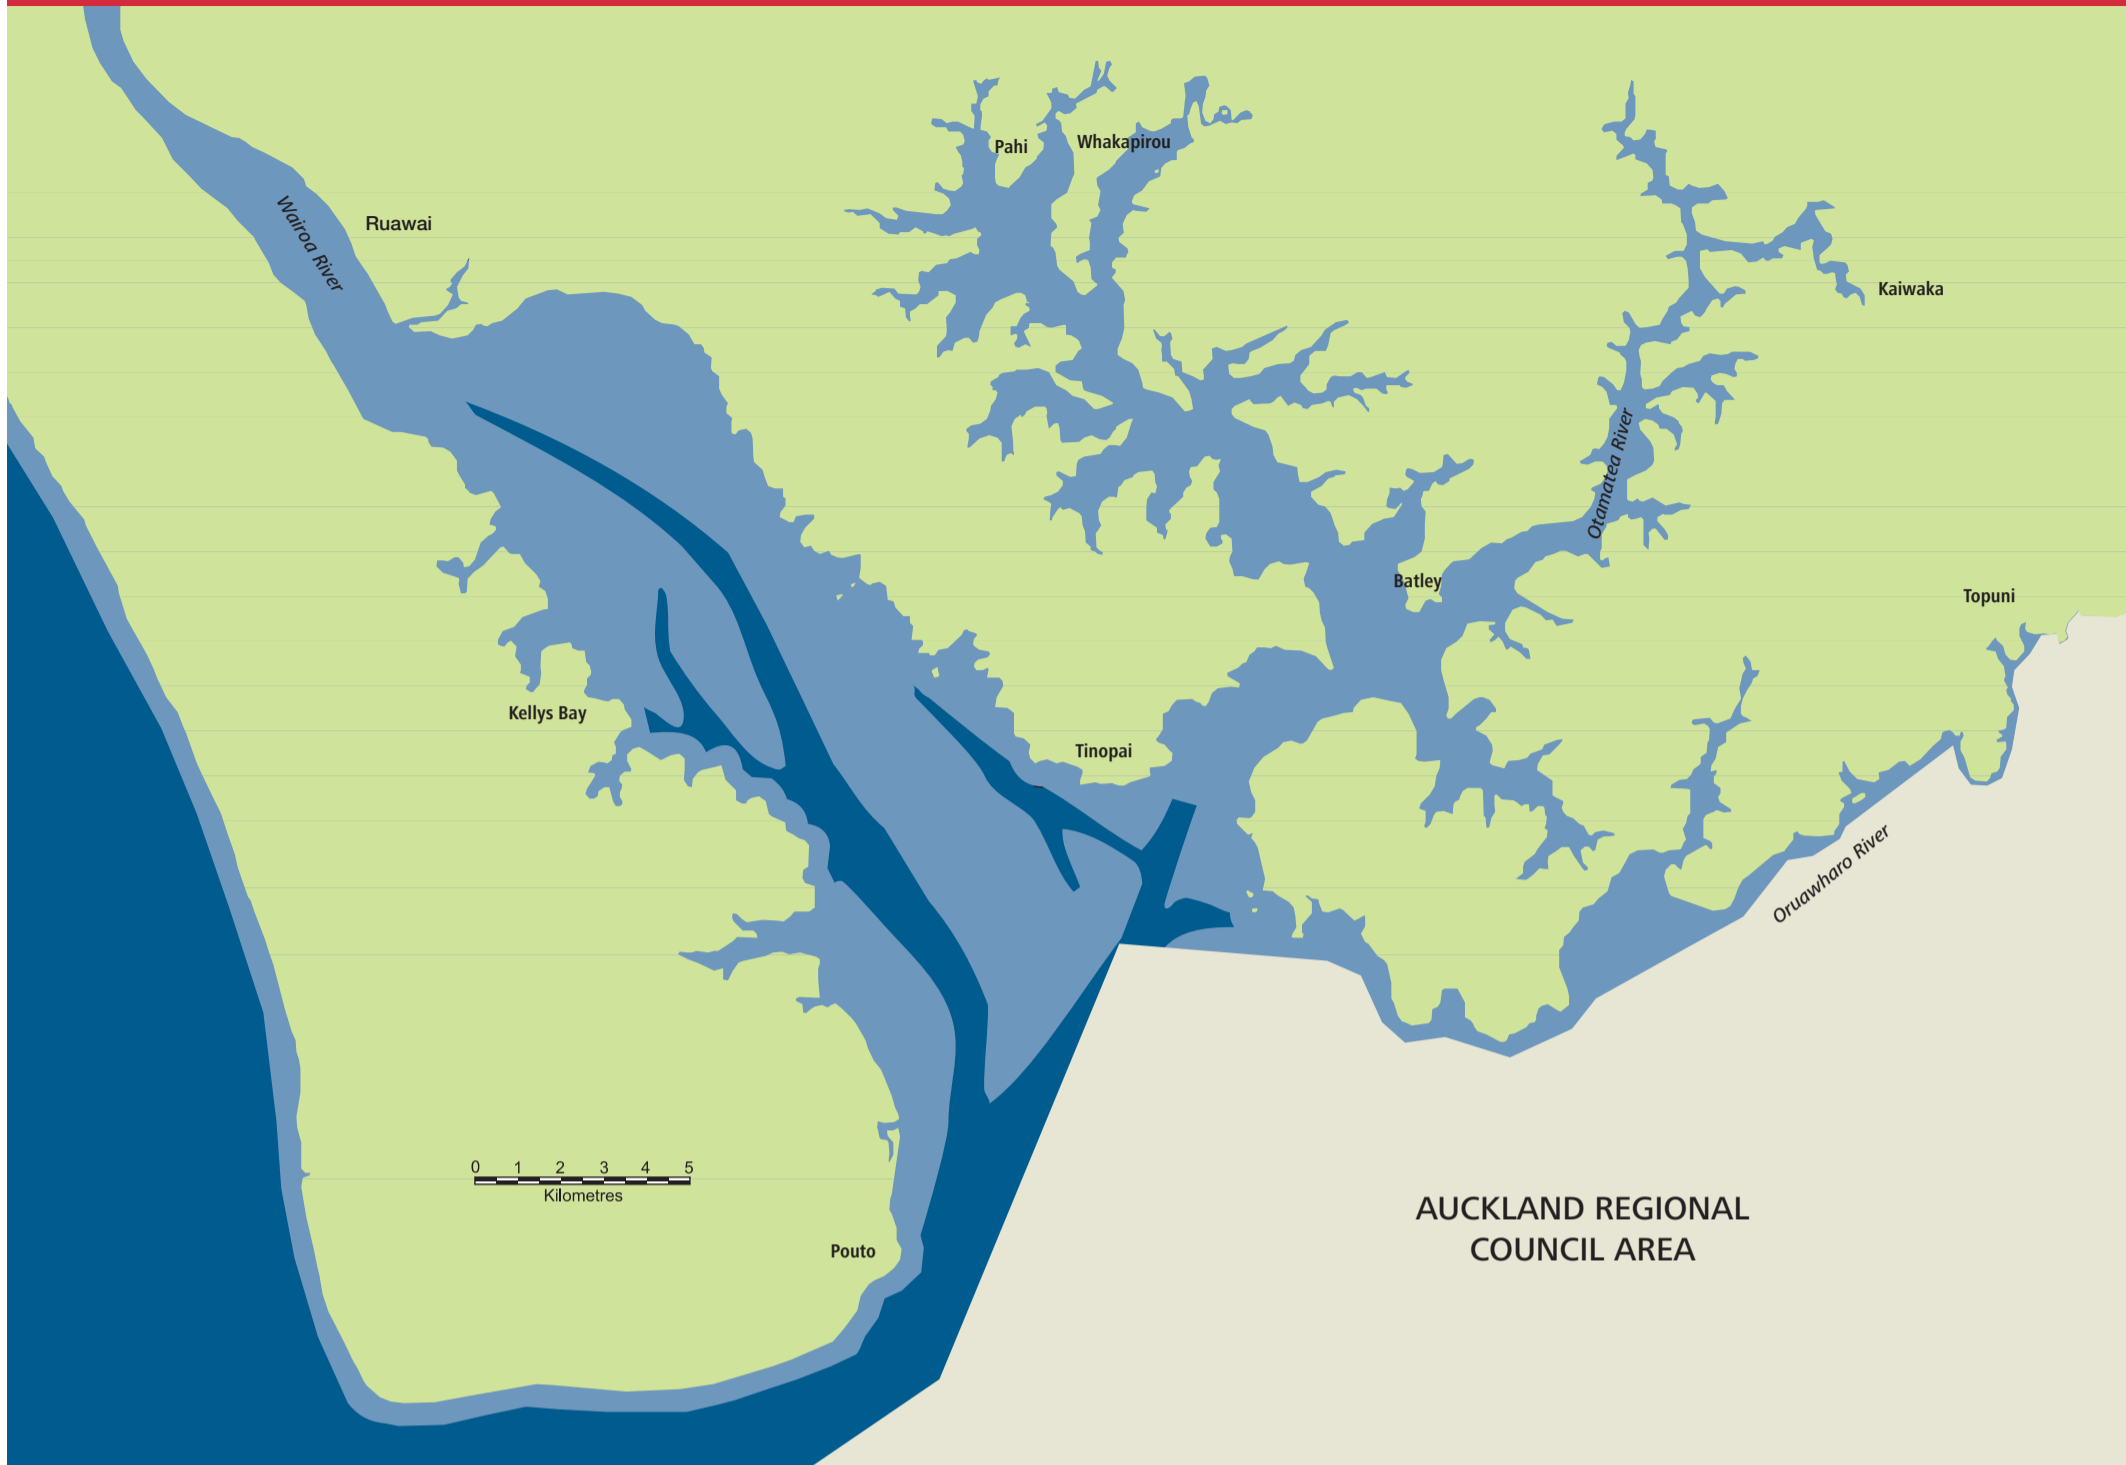 Pahi
Whakapirou
Wairoa River
Ruawai
Kaiwaka
Otamatea River
Batley
Topuni
Kellys Bay
Tinopai
Oruawharo River
0 1 2 3 4 5
Kilometres
Pouto
AUCKLAND REGIONAL
COUNCIL AREA